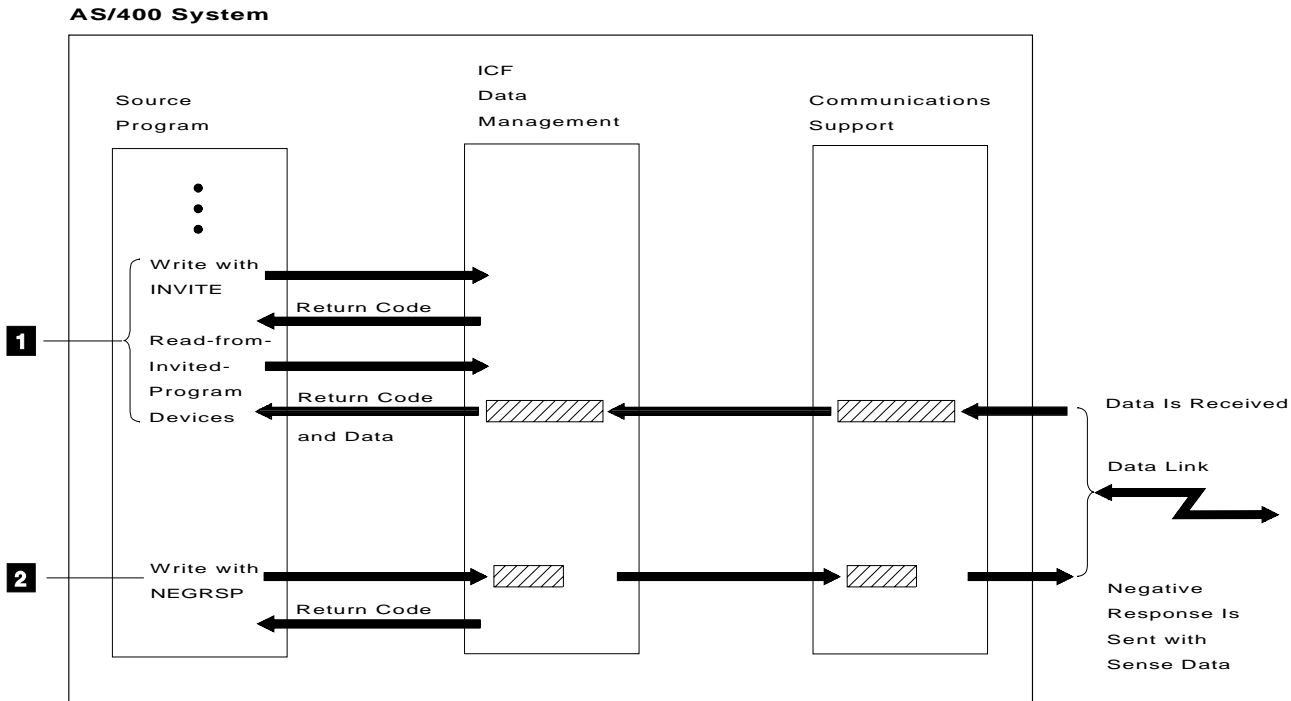 AS/400 System
Source
Program
ICF
Data
Management
Communications
Support
Write with
INVITE
Return Code
1
Read-from-
Invited-
Program
Devices
Return Code
and Data
Data Is Received
Data Link
2
Write with
NEGRSP
Return Code
Negative
Response Is
Sent with
Sense Data